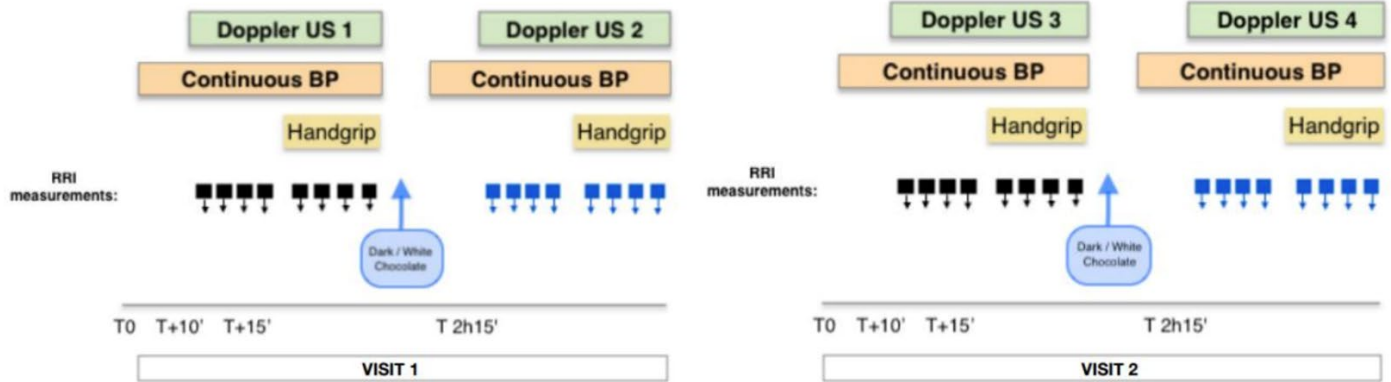 Doppler US 1
Doppler US 2
Continuous BP
Continuous BP
Handgrip
Handgrip
RRI
measurements:
Dark / White
Chocolate
T0 T+10' T+15' T 2h15'
VISIT 1
Doppler US 3
Doppler US 4
Continuous BP
Continuous BP
Handgrip
Handgrip
RRI
measurements:
Dark / White
Chocolate
T0 T+10' T+15' T 2h15'
VISIT 2